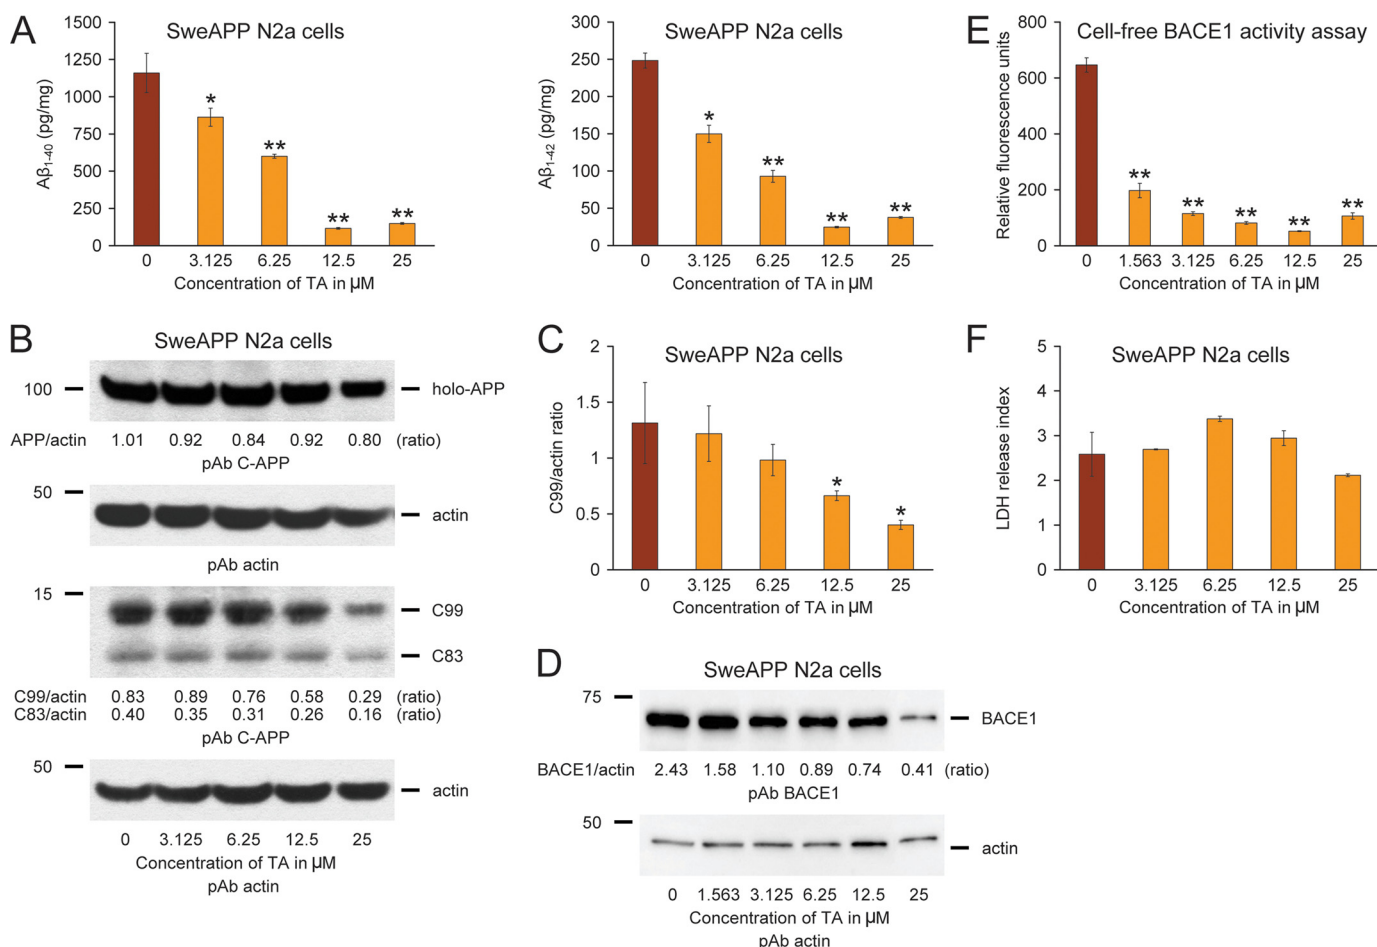 A
SweAPP N2a cells
Aβ1-40 (pg/mg)
1500
1250
1000
750
500
250
0
*
**
**
**
0 3.125 6.25 12.5 25
Concentration of TA in µM
SweAPP N2a cells
Aβ1-42 (pg/mg)
300
250
200
150
100
50
0
*
**
**
**
0 3.125 6.25 12.5 25
Concentration of TA in µM
E
Cell-free BACE1 activity assay
Relative fluorescence units
800
600
400
200
0
**
**
**
**
**
0 1.563 3.125 6.25 12.5 25
Concentration of TA in µM
B
SweAPP N2a cells
100 holo-APP
APP/actin 1.01 0.92 0.84 0.92 0.80 (ratio)
pAb C-APP
50
actin
pAb actin
15
C99
C83
C99/actin 0.83 0.89 0.76 0.58 0.29 (ratio)
C83/actin 0.40 0.35 0.31 0.26 0.16 (ratio)
pAb C-APP
50
actin
0 3.125 6.25 12.5 25
Concentration of TA in µM
pAb actin
C
SweAPP N2a cells
C99/actin ratio
2
1.5
1
0.5
0
*
*
0 3.125 6.25 12.5 25
Concentration of TA in µM
F
SweAPP N2a cells
LDH release index
5
4
3
2
1
0
0 3.125 6.25 12.5 25
Concentration of TA in µM
D
SweAPP N2a cells
75
BACE1
BACE1/actin 2.43 1.58 1.10 0.89 0.74 0.41 (ratio)
pAb BACE1
50
actin
0 1.563 3.125 6.25 12.5 25
Concentration of TA in µM
pAb actin